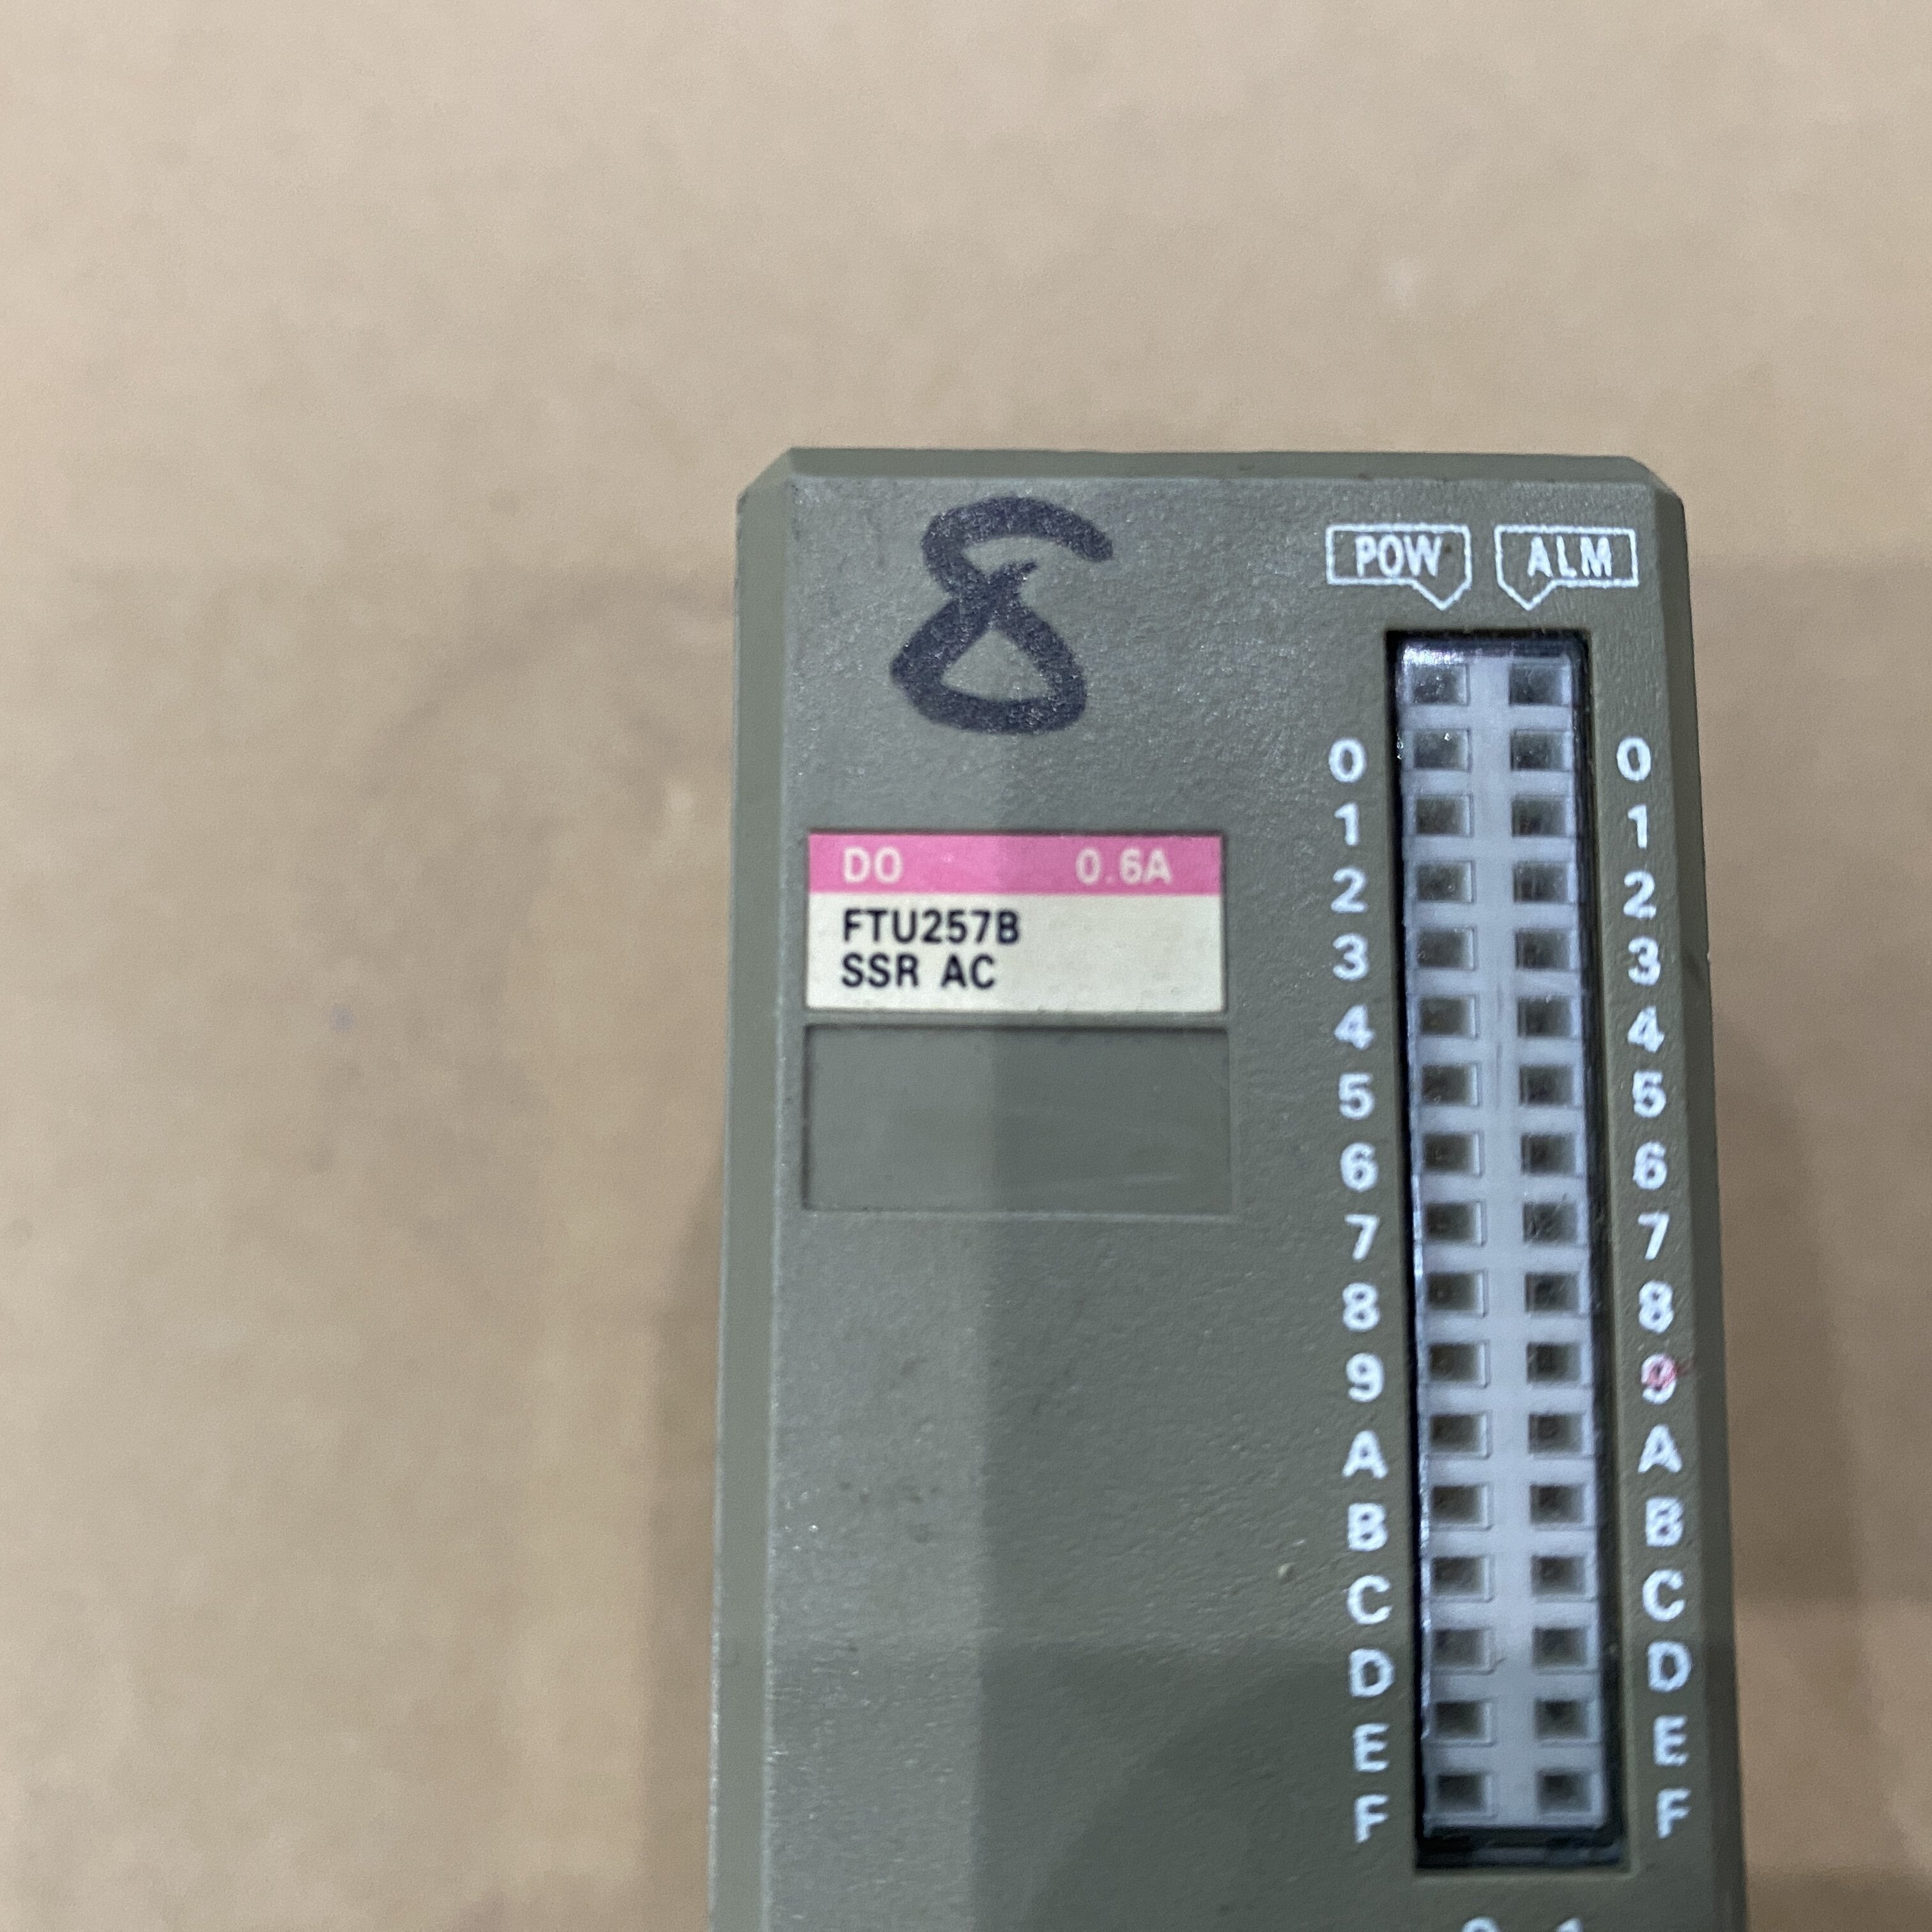 8
POW ALM
DO 0.6A
FTU257B
SSR AC
0 0
1 1
2 2
3 3
4 4
5 5
6 6
7 7
8 8
9 9
A A
B B
C C
D D
E E
F F